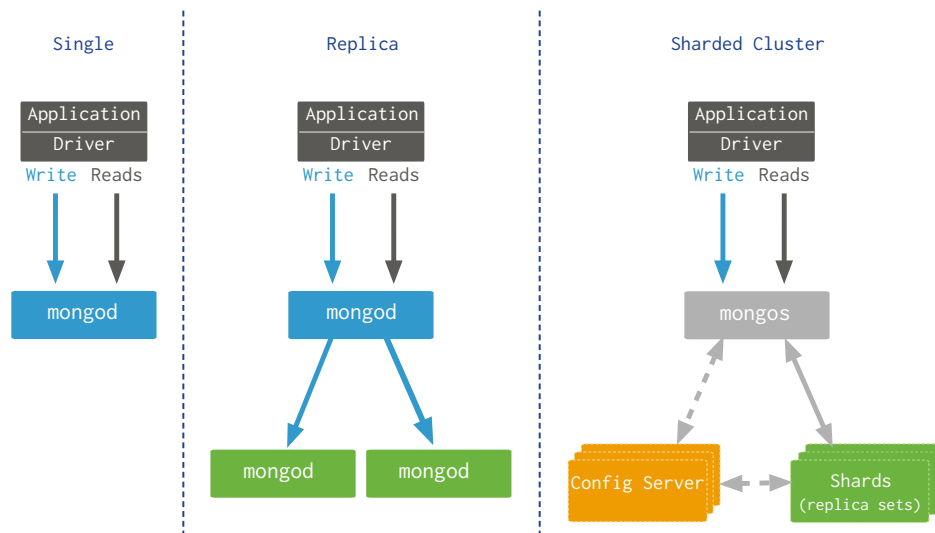 Single
Application
Driver
Write Reads
mongod
Replica
Application
Driver
Write Reads
mongod
mongod
mongod
Sharded Cluster
Application
Driver
Write Reads
mongos
Config Server
Shards
(replica sets)